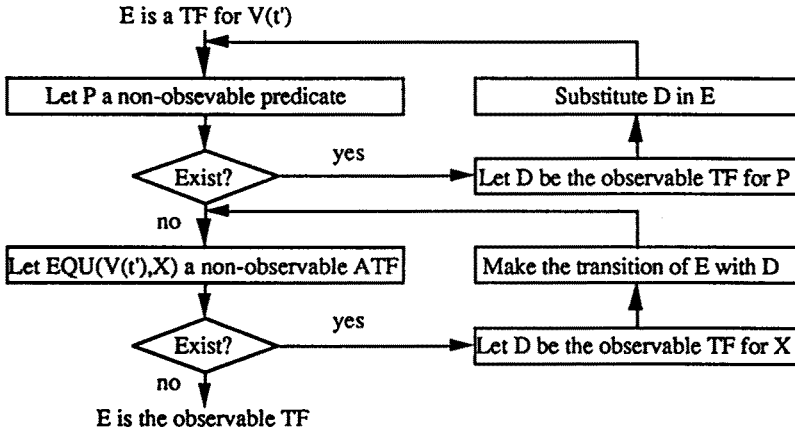 E is a TF for V(t')
Let P a non-obsevable predicate
Substitute D in E
Exist?
yes
Let D be the observable TF for P
no
Let EQU(V(t'),X) a non-observable ATF
Make the transition of E with D
Exist?
yes
Let D be the observable TF for X
no
E is the observable TF